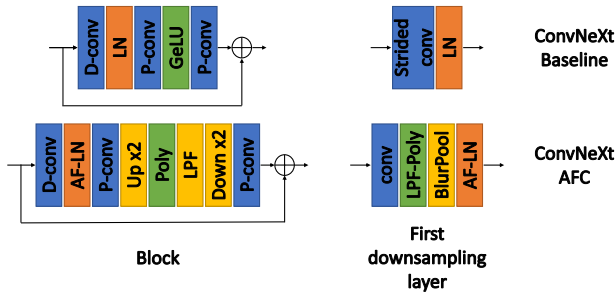 D-conv
LN
P-conv
GeLU
P-conv
Strided
conv
LN
ConvNeXt
Baseline
D-conv
AF-LN
P-conv
Up x2
Poly
LPF
Down x2
P-conv
conv
LPF-Poly
BlurPool
AF-LN
ConvNeXt
AFC
Block
First
downsampling
layer